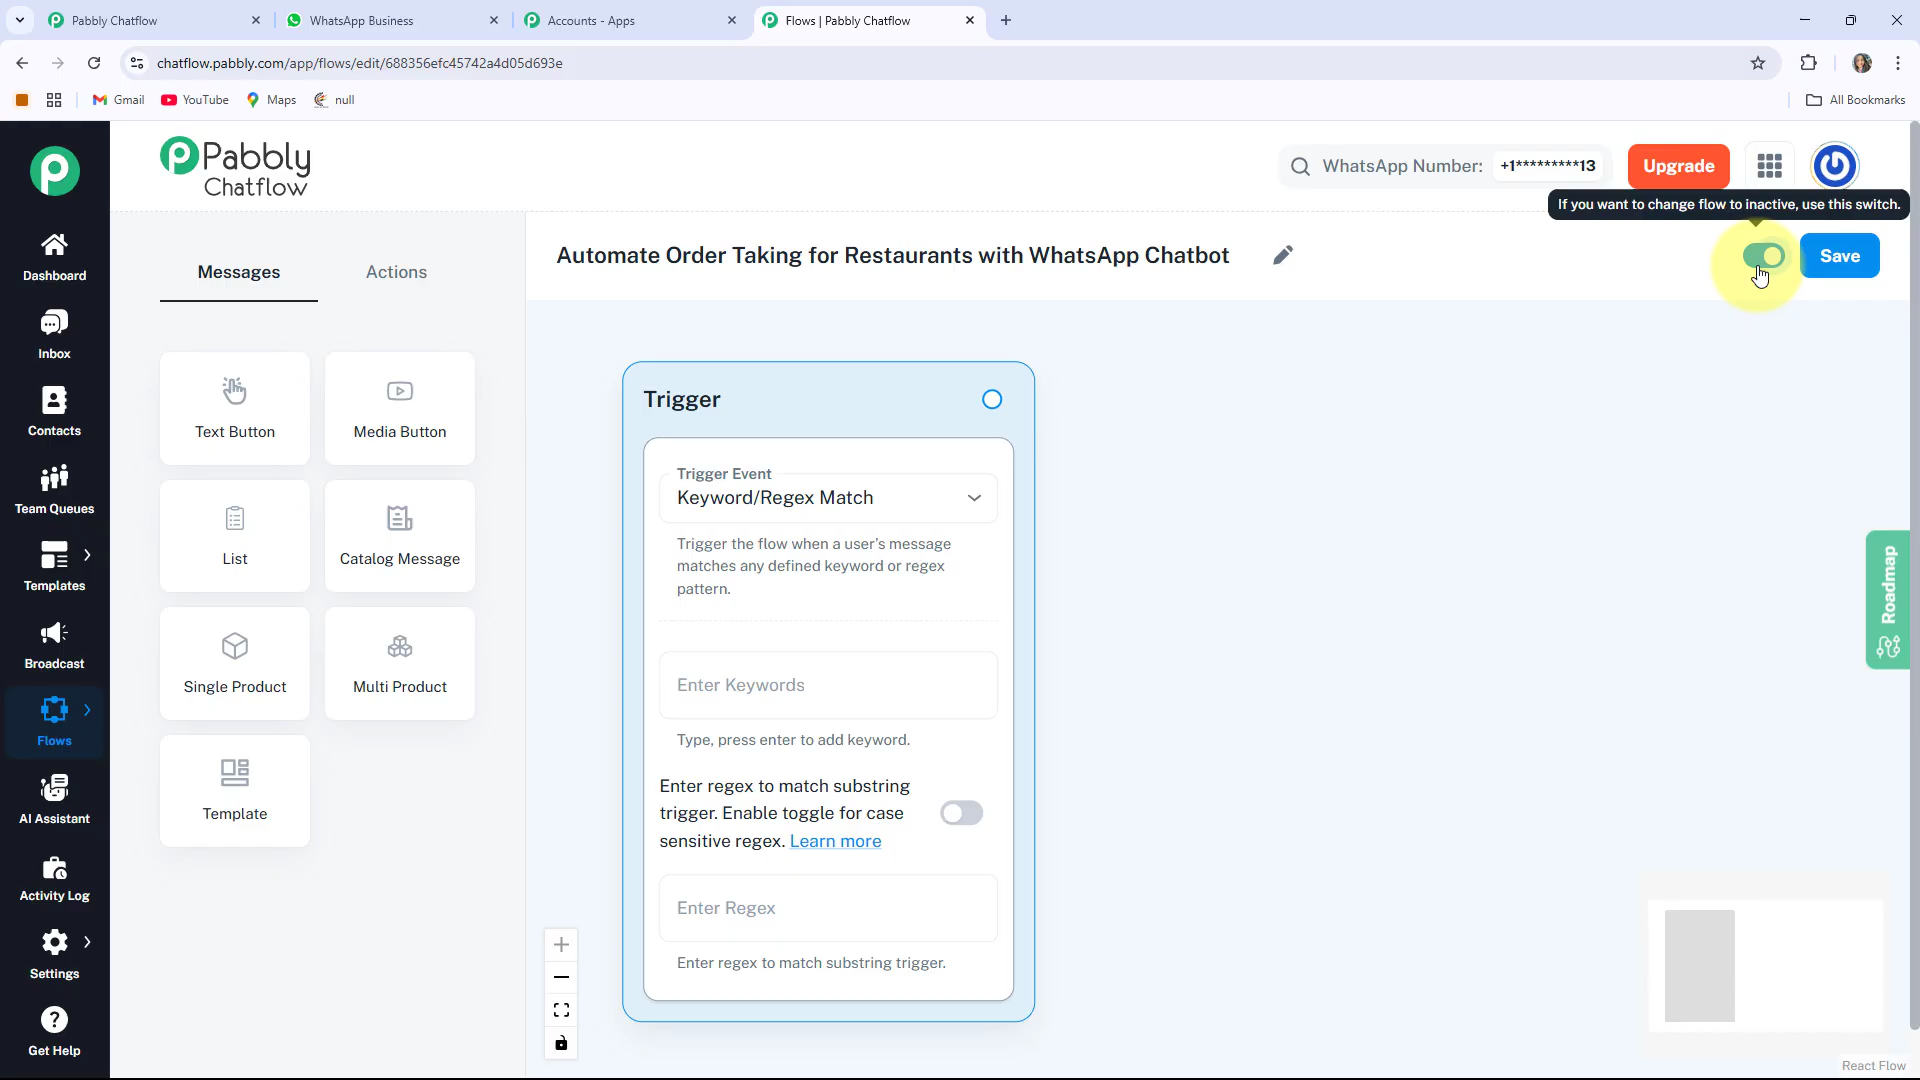 Pabbly Chatflow
WhatsApp Business
Accounts - Apps
Flows | Pabbly Chatflow
chatflow.pabbly.com/app/flows/edit/688356efc45742a4d05d693e
Gmail
YouTube
Maps
null
All Bookmarks
Pabbly
Chatflow
WhatsApp Number: +1*********13
Upgrade
If you want to change flow to inactive, use this switch.
Dashboard
Inbox
Contacts
Team Queues
Templates
Broadcast
Flows
AI Assistant
Activity Log
Settings
Get Help
Messages
Actions
Text Button
Media Button
List
Catalog Message
Single Product
Multi Product
Template
Automate Order Taking for Restaurants with WhatsApp Chatbot
Save
Trigger
Trigger Event
Keyword/Regex Match
Trigger the flow when a user's message
matches any defined keyword or regex
pattern.
Enter Keywords
Type, press enter to add keyword.
Enter regex to match substring
trigger. Enable toggle for case
sensitive regex. Learn more
Enter Regex
Enter regex to match substring trigger.
Roadmap
React Flow